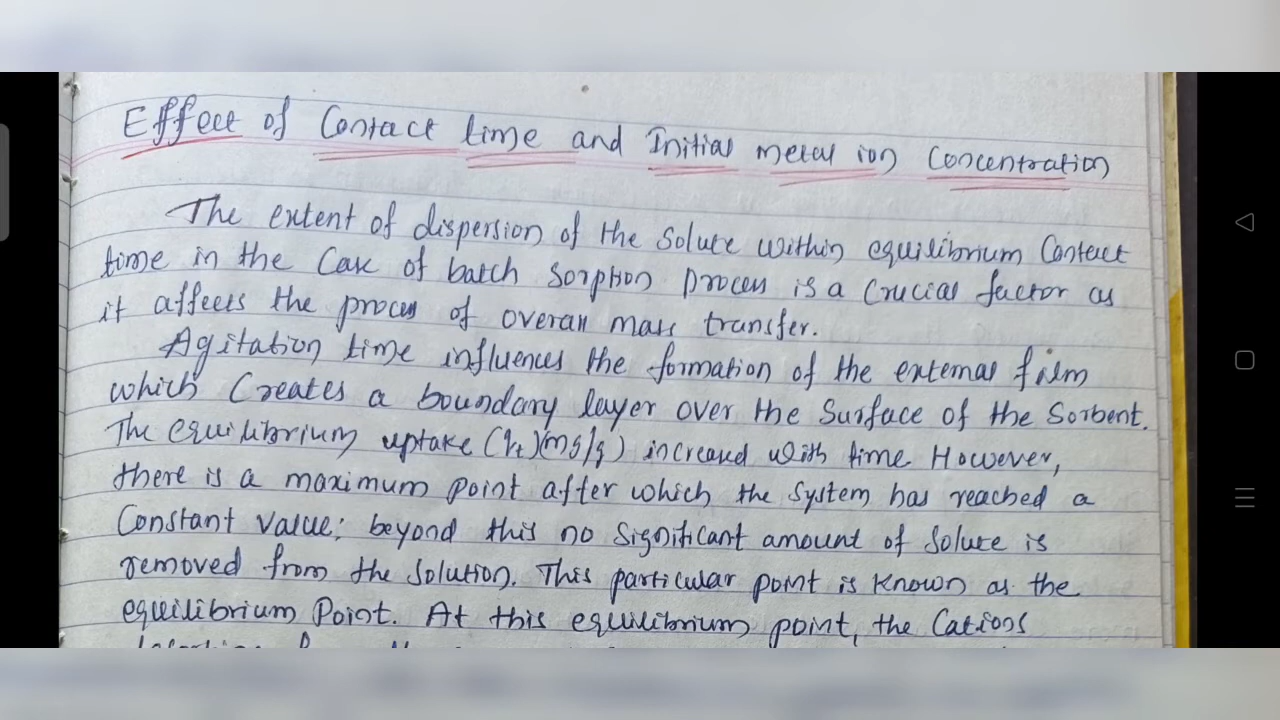 Effect of Contact time and Initial metal ion Concentration
The extent of dispersion of the Solute within equilibrium Contact
time in the Case of batch Sorption process is a Crucial factor as
it affects the process of overall mass transfer.
Agitation time influences the formation of the external film
which Creates a boundary layer over the Surface of the Sorbent.
The equilibrium uptake (qt)(mg/g) increased with time. However,
there is a maximum point after which the System has reached a
Constant value; beyond this no Significant amount of Solute is
removed from the Solution. This particular point is Known as the
equilibrium Point. At this equilibrium point, the Cations